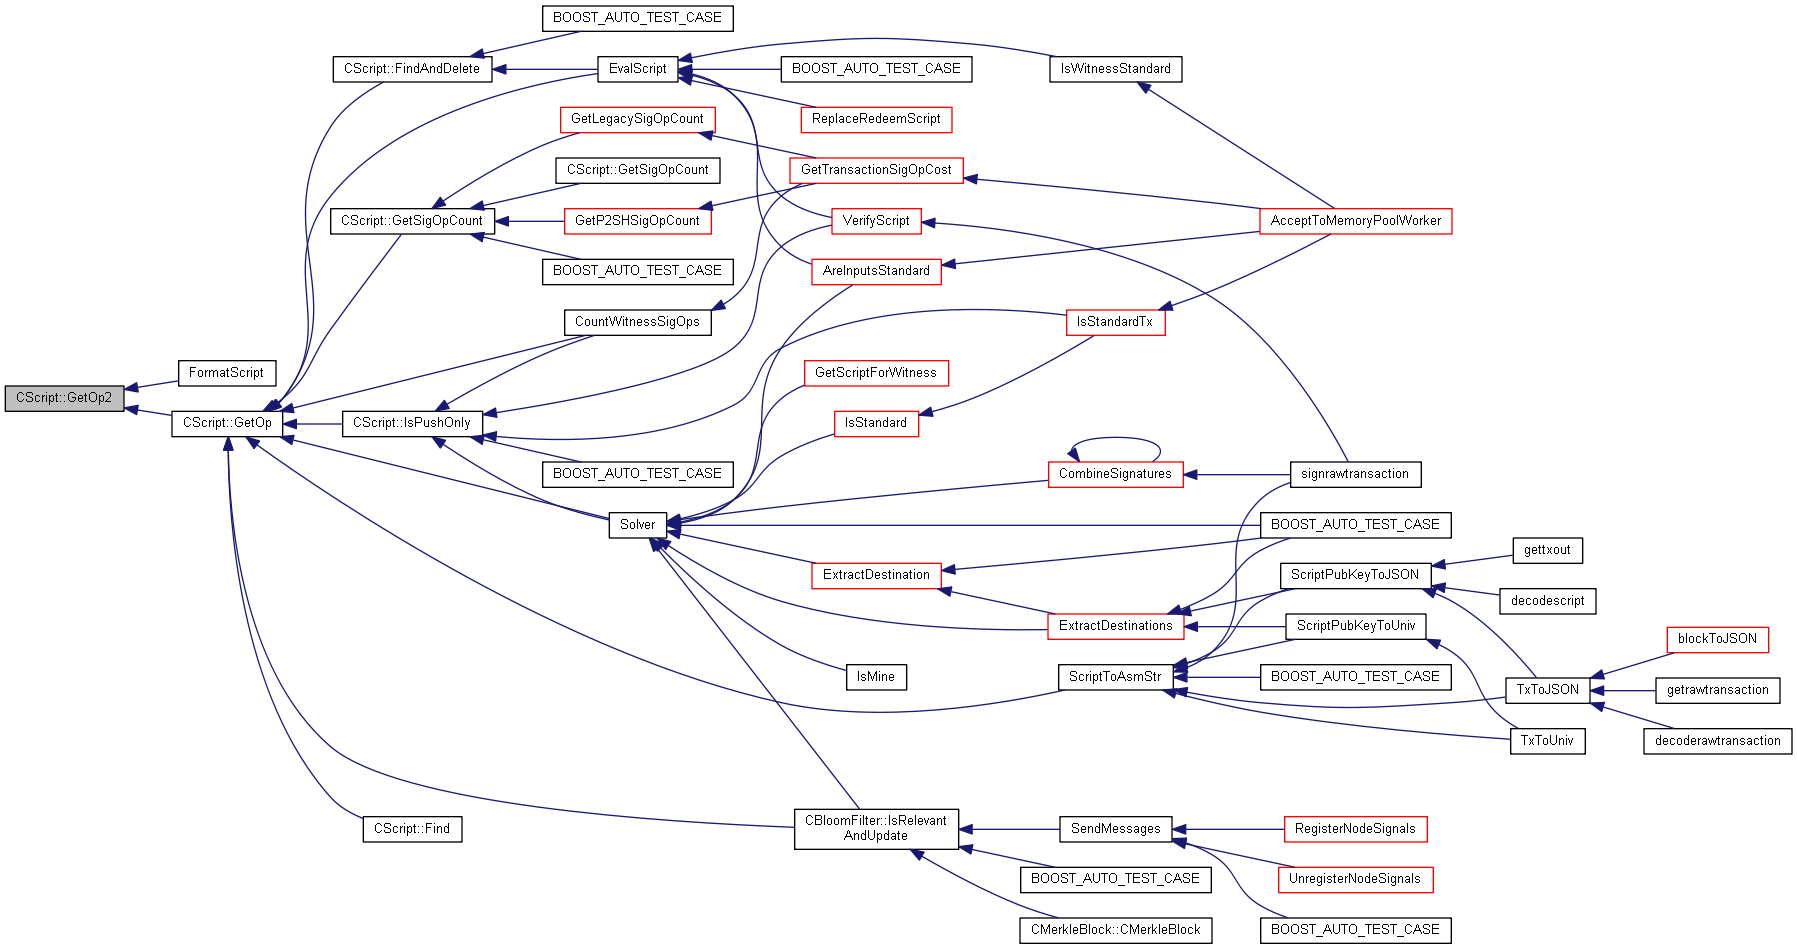 BOOST_AUTO_TEST_CASE
CScript::FindAndDelete
EvalScript
BOOST_AUTO_TEST_CASE
IsWitnessStandard
GetLegacySigOpCount
ReplaceRedeemScript
CScript::GetSigOpCount
GetTransactionSigOpCost
CScript::GetSigOpCount
GetP2SHSigOpCount
VerifyScript
AcceptToMemoryPoolWorker
BOOST_AUTO_TEST_CASE
AreInputsStandard
CountWitnessSigOps
IsStandardTx
FormatScript
GetScriptForWitness
CScript::GetOp2
CScript::GetOp
CScript::IsPushOnly
IsStandard
BOOST_AUTO_TEST_CASE
CombineSignatures
signrawtransaction
Solver
BOOST_AUTO_TEST_CASE
gettxout
ExtractDestination
ScriptPubKeyToJSON
decodescript
ExtractDestinations
ScriptPubKeyToUniv
blockToJSON
IsMine
ScriptToAsmStr
BOOST_AUTO_TEST_CASE
TxToJSON
getrawtransaction
TxToUniv
decoderawtransaction
CScript::Find
CBloomFilter::IsRelevant
AndUpdate
SendMessages
RegisterNodeSignals
BOOST_AUTO_TEST_CASE
UnregisterNodeSignals
CMerkleBlock::CMerkleBlock
BOOST_AUTO_TEST_CASE